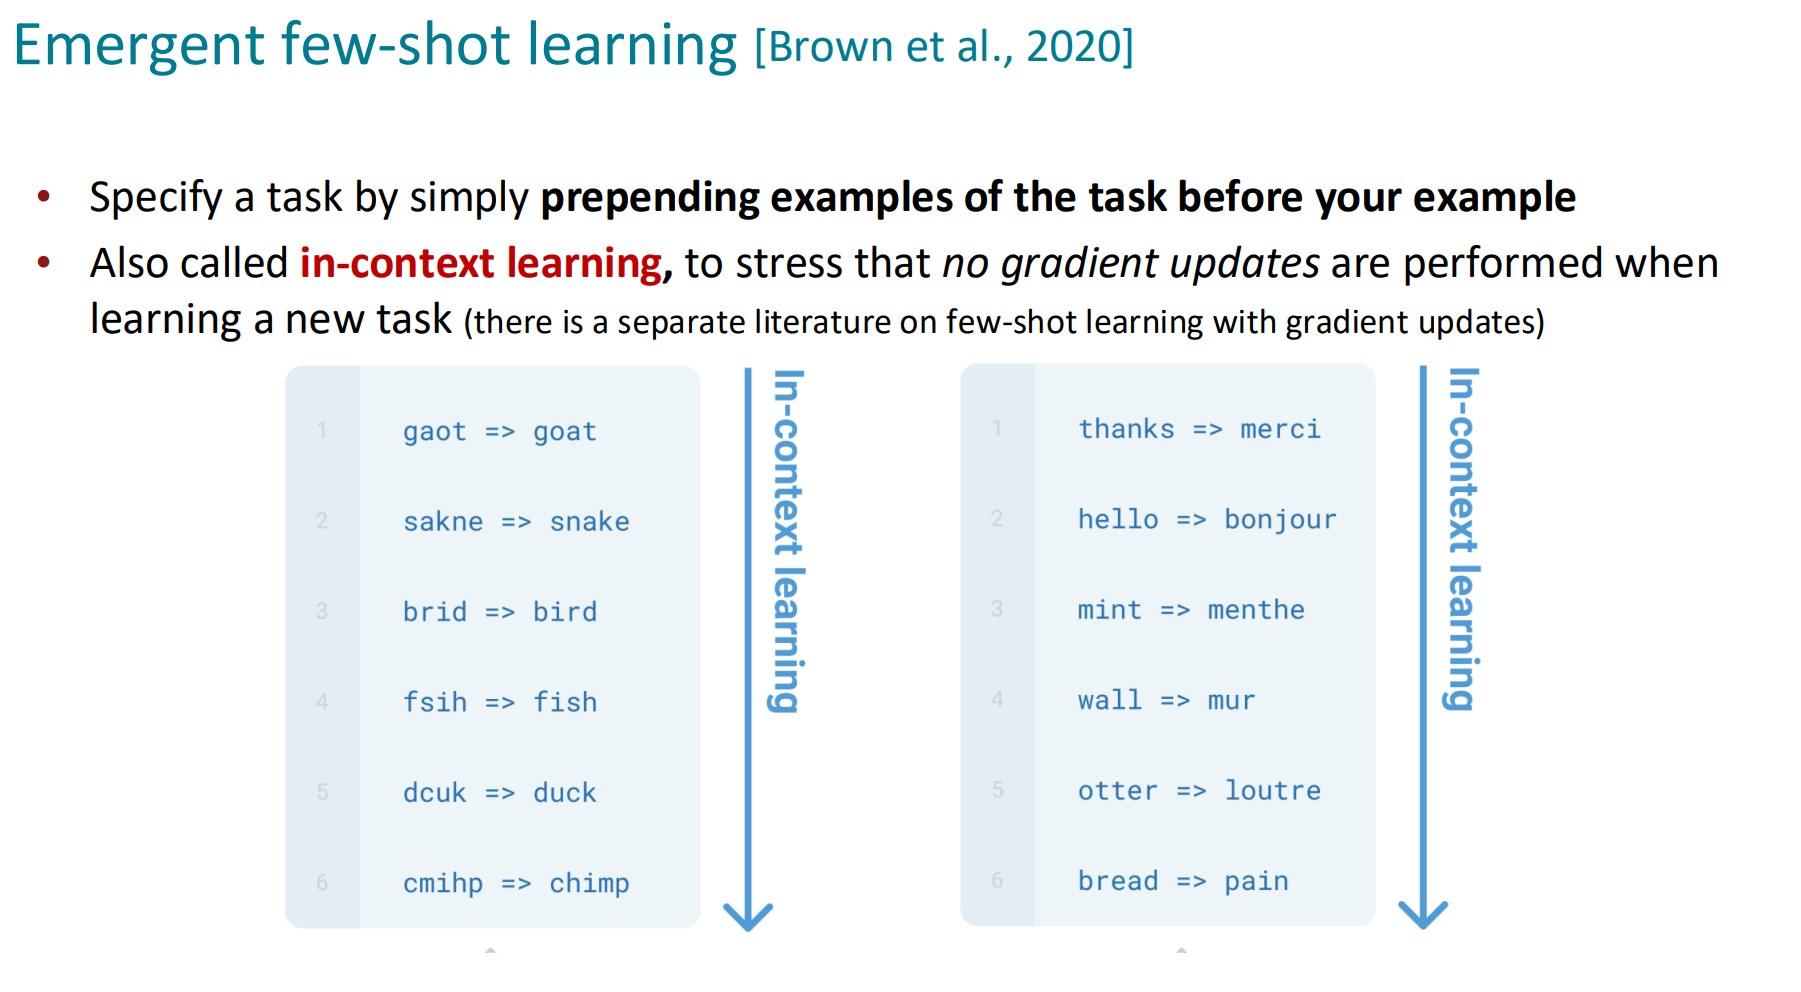 Emergent few-shot learning [Brown et al., 2020]
• Specify a task by simply prepending examples of the task before your example
• Also called in-context learning, to stress that no gradient updates are performed when
learning a new task (there is a separate literature on few-shot learning with gradient updates)
1 gaot => goat
2 sakne => snake
3 brid => bird
4 fsih => fish
5 dcuk => duck
6 cmihp => chimp
In-context learning
1 thanks => merci
2 hello => bonjour
3 mint => menthe
4 wall => mur
5 otter => loutre
6 bread => pain
In-context learning